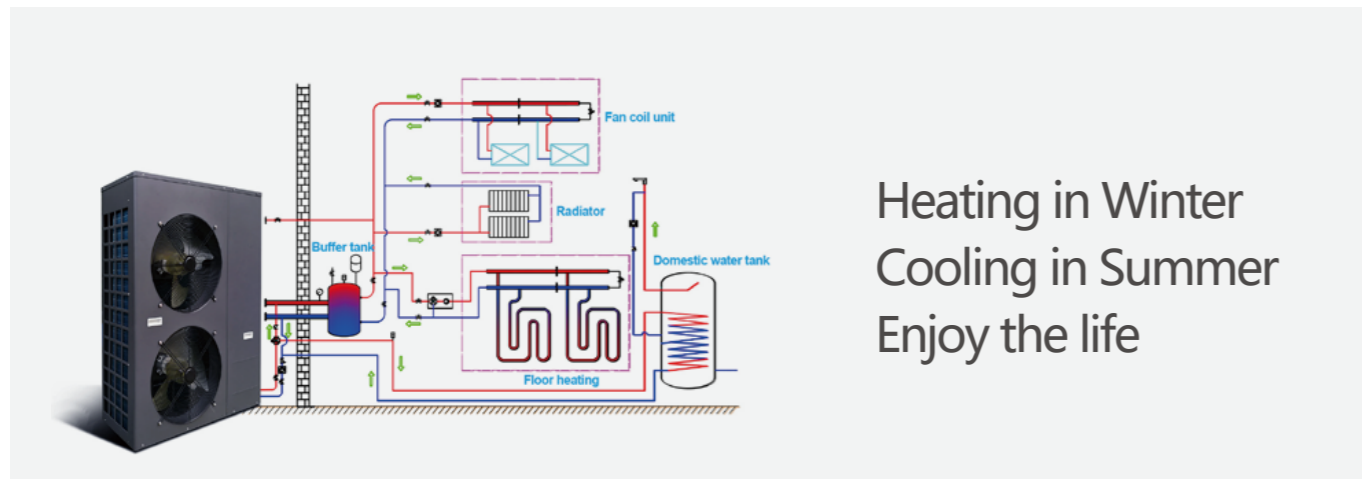 Fan coil unit
Radiator
Buffer tank
Domestic water tank
Floor heating
Heating in Winter
Cooling in Summer
Enjoy the life